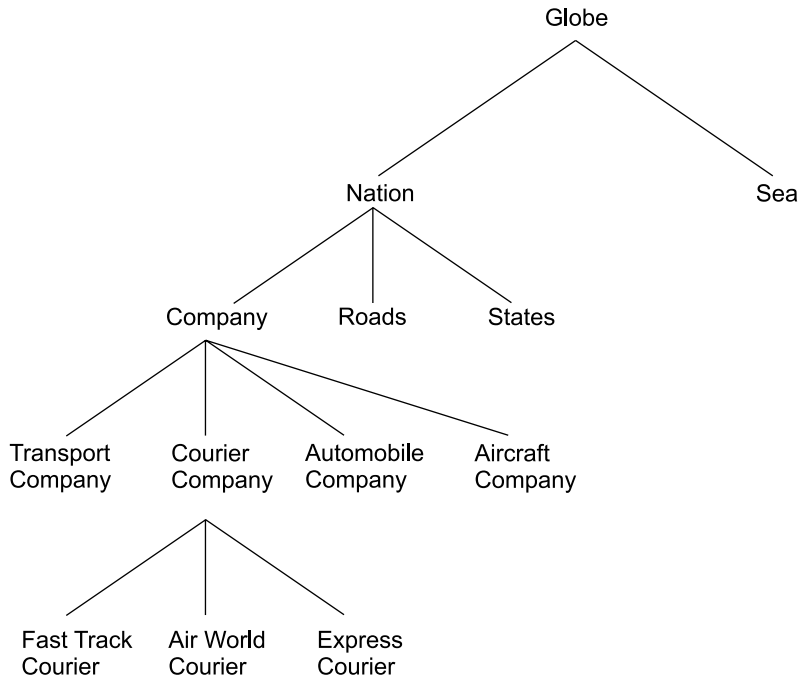 Globe
Nation
Sea
Company
Roads
States
Transport
Company
Courier
Company
Automobile
Company
Aircraft
Company
Fast Track
Courier
Air World
Courier
Express
Courier